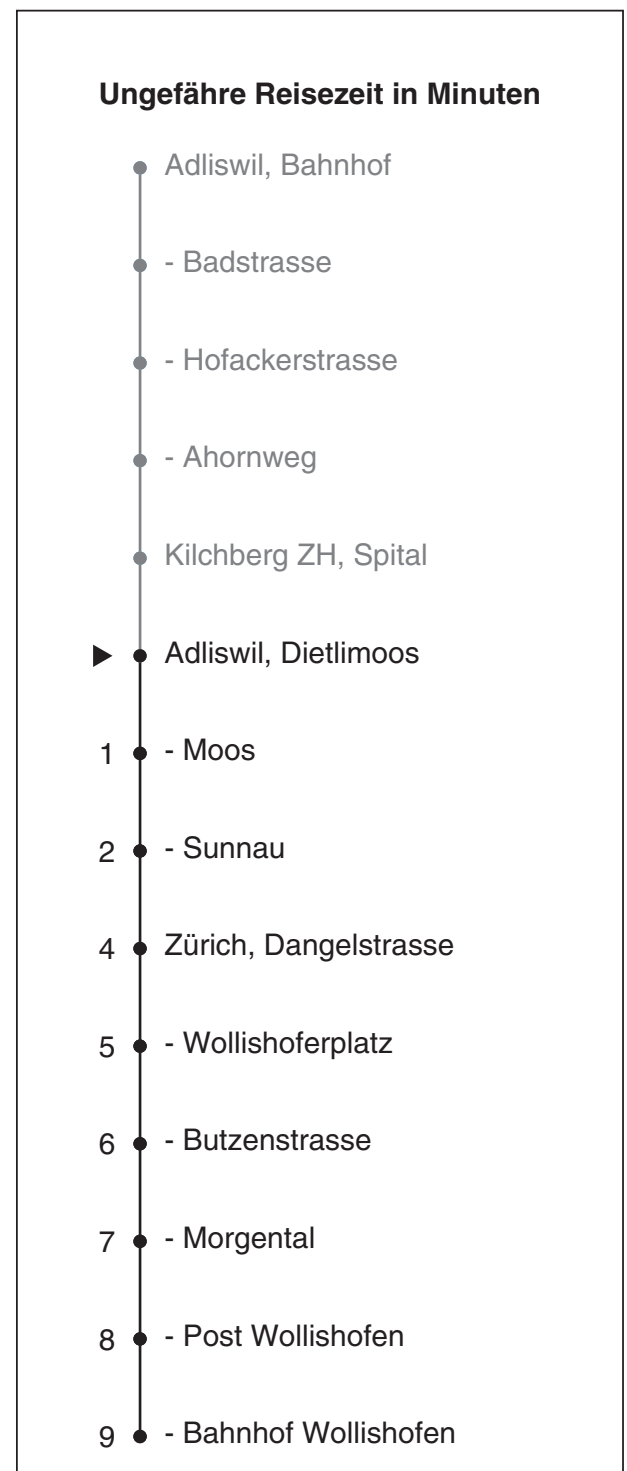 Ungefähre Reisezeit in Minuten
Adliswil, Bahnhof
- Badstrasse
- Hofackerstrasse
- Ahornweg
Kilchberg ZH, Spital
Adliswil, Dietlimoos
1 - Moos
2 - Sunnau
4 Zürich, Dangelstrasse
5 - Wollishoferplatz
6 - Butzenstrasse
7 - Morgental
8 - Post Wollishofen
9 - Bahnhof Wollishofen